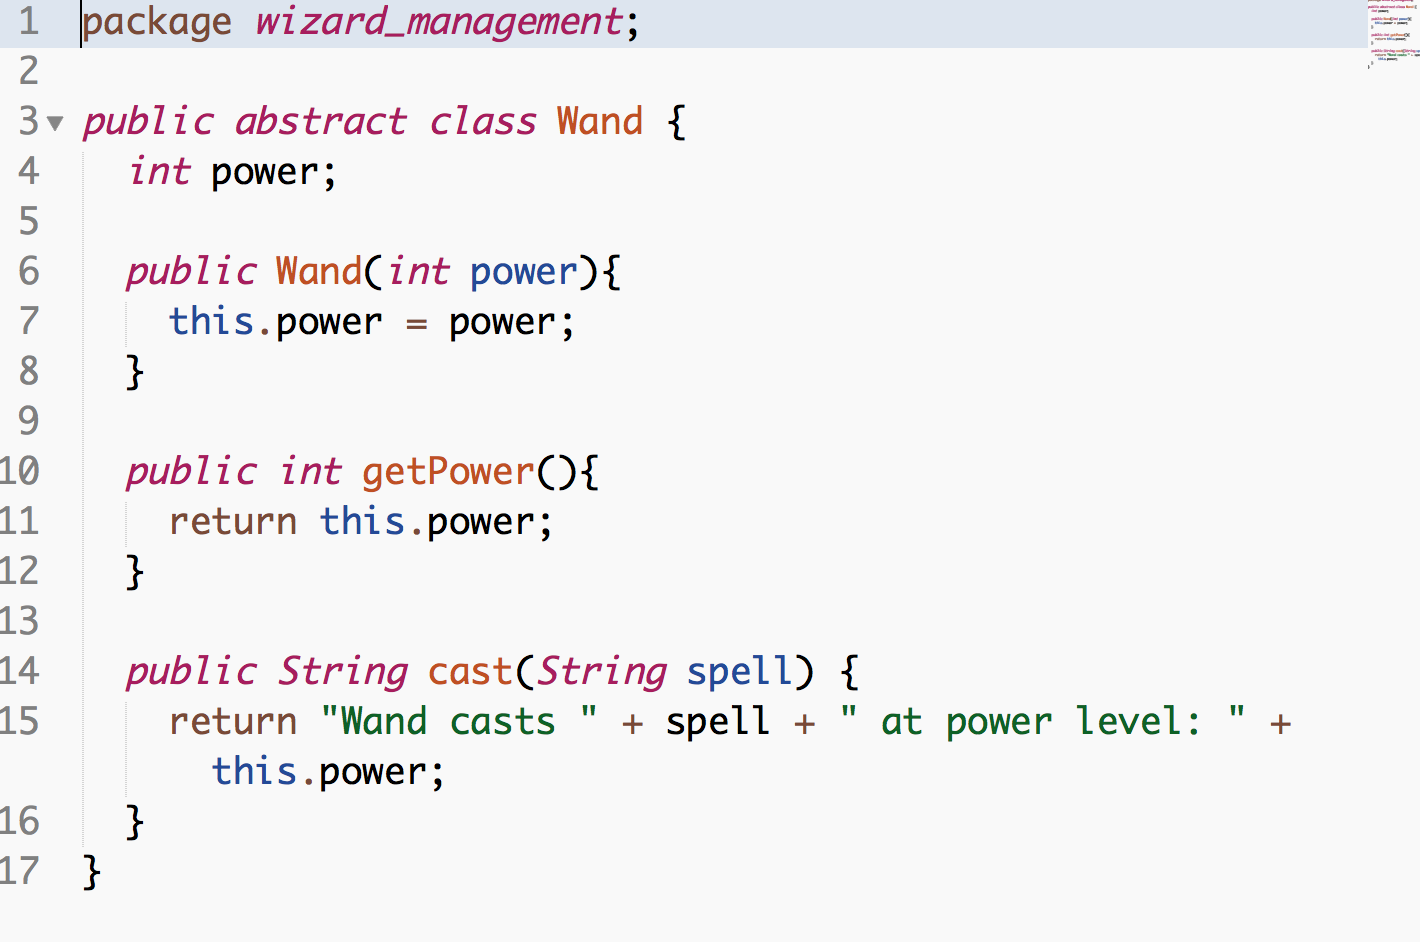 1 package wizard_management;
2
3 public abstract class Wand {
4 int power;
5
6 public Wand(int power){
7 this.power = power;
8 }
9
10 public int getPower(){
11 return this.power;
12 }
13
14 public String cast(String spell) {
15 return "Wand casts " + spell + " at power level: " +
this.power;
16 }
17 }